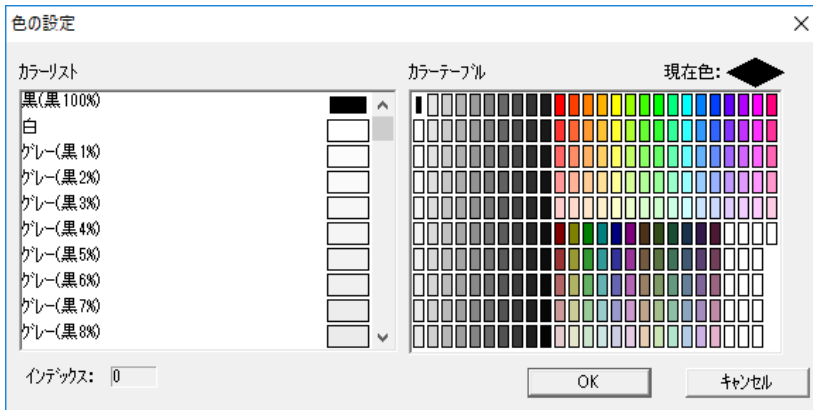 色の設定
カラーリスト
カラーテーブル
現在色:
黒(黒100%)
白
グレー(黒1%)
グレー(黒2%)
グレー(黒3%)
グレー(黒4%)
グレー(黒5%)
グレー(黒6%)
グレー(黒7%)
グレー(黒8%)
インデックス: 0
OK
キャンセル